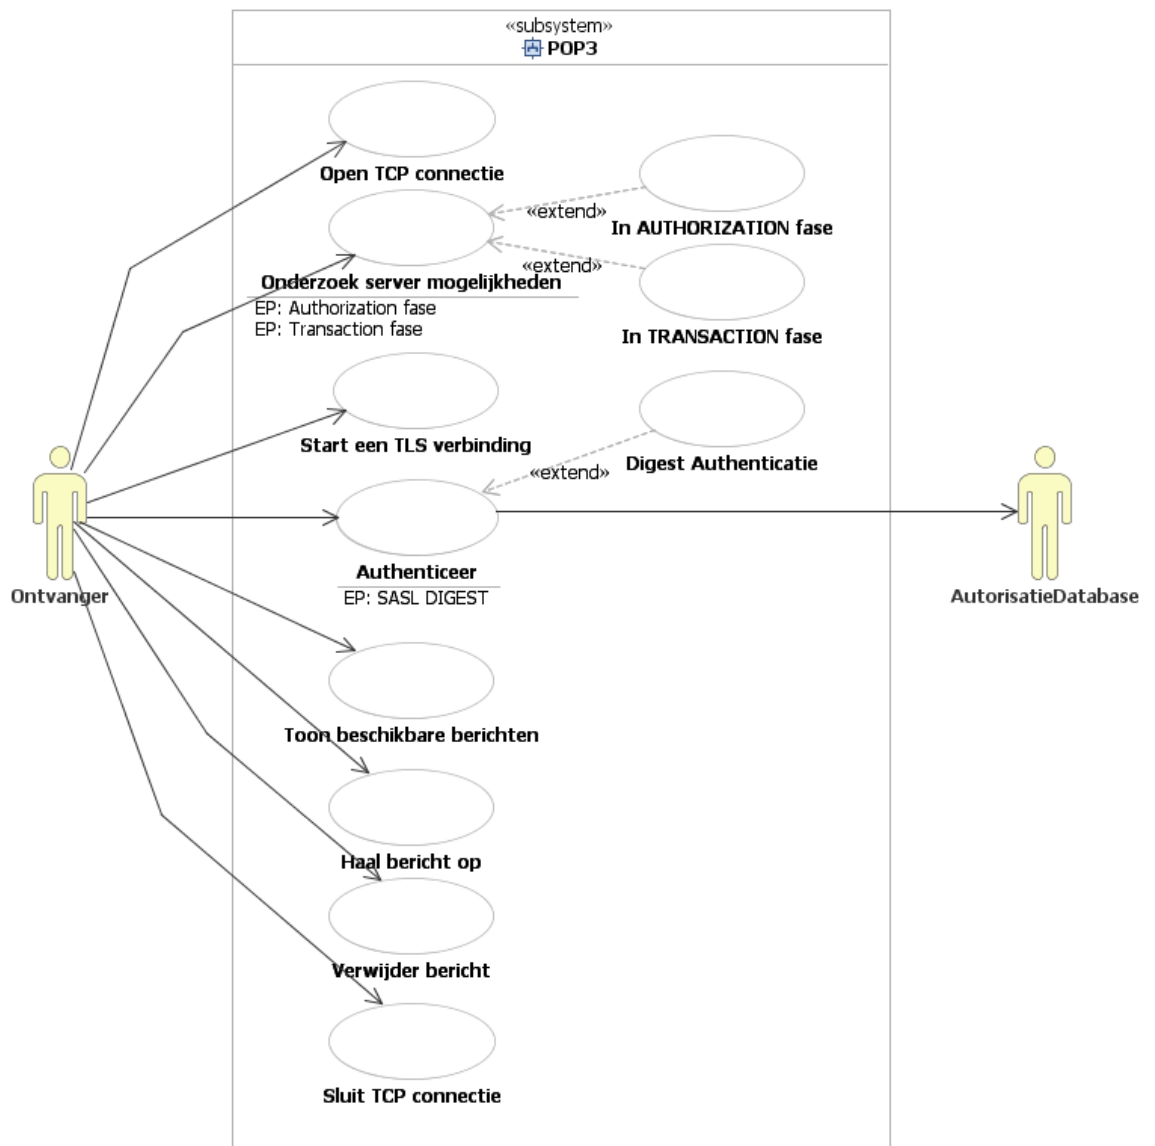 «subsystem»
POP3
Open TCP connectie
«extend»
In AUTHORIZATION fase
«extend»
Onderzoek server mogelijkheden
EP: Authorization fase
EP: Transaction fase
In TRANSACTION fase
Start een TLS verbinding
Digest Authenticatie
«extend»
Authenticeer
EP: SASL DIGEST
Ontvanger
AutorisatieDatabase
Toon beschikbare berichten
Haal bericht op
Verwijder bericht
Sluit TCP connectie